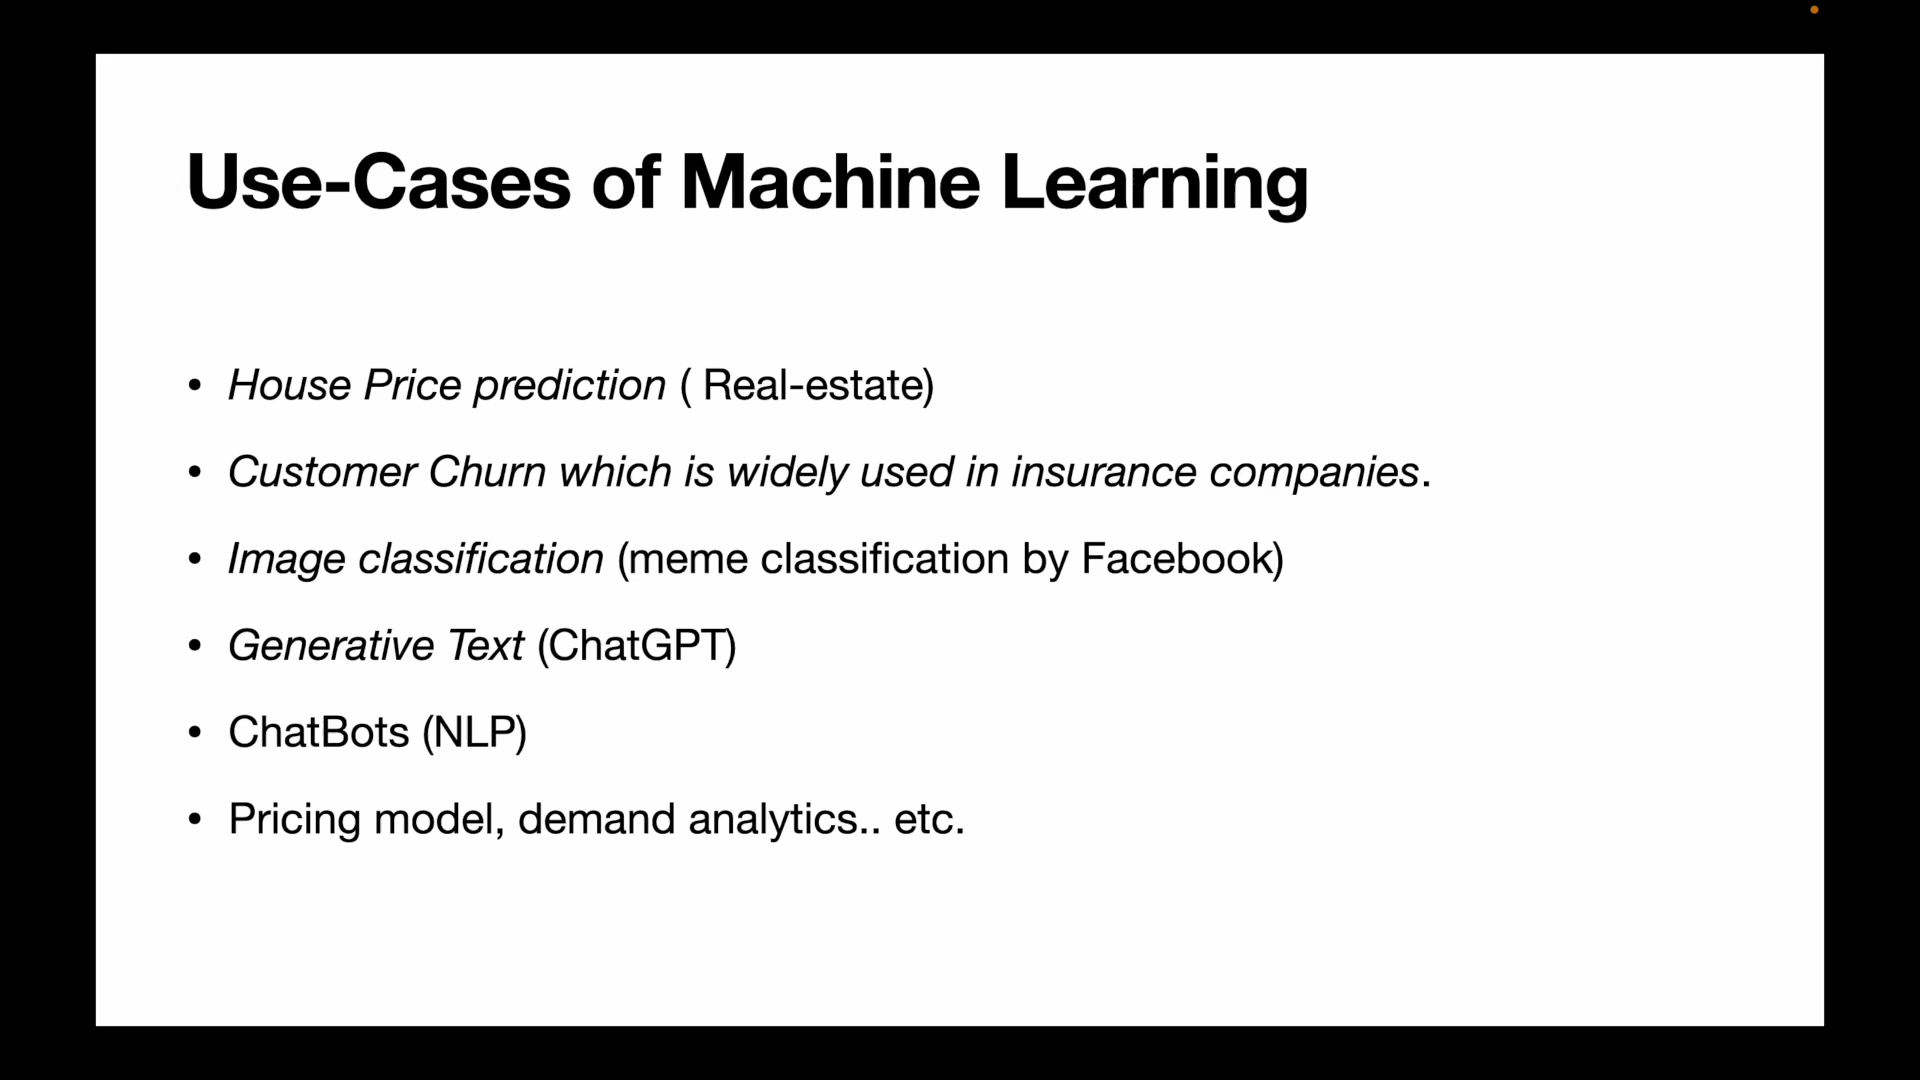 Use-Cases of Machine Learning
• House Price prediction ( Real-estate)
• Customer Churn which is widely used in insurance companies.
• Image classification (meme classification by Facebook)
• Generative Text (ChatGPT)
• ChatBots (NLP)
• Pricing model, demand analytics.. etc.